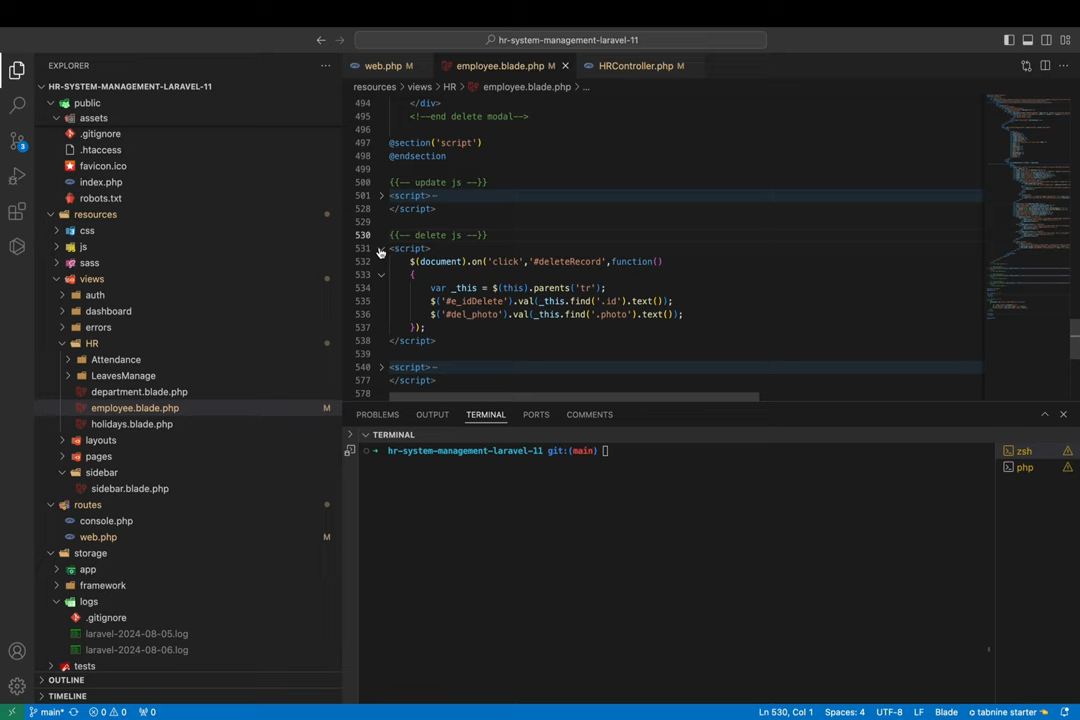 hr-system-management-laravel-11
EXPLORER
HR-SYSTEM-MANAGEMENT-LARAVEL-11
public
assets
.gitignore
.htaccess
favicon.ico
index.php
robots.txt
resources
css
js
sass
views
auth
dashboard
errors
HR
Attendance
LeavesManage
department.blade.php
employee.blade.php M
holidays.blade.php
layouts
pages
sidebar
sidebar.blade.php
routes
console.php
web.php M
storage
app
framework
logs
.gitignore
laravel-2024-08-05.log
laravel-2024-08-06.log
tests
OUTLINE
TIMELINE
3
web.php M employee.blade.php M HRController.php M
resources > views > HR > employee.blade.php > ...
494 </div>
495 <!--end delete modal-->
496
497 @section('script')
498 @endsection
499
500 {{-- update js --}}
501 <script>
528 </script>
529
530 {{-- delete js --}}
531 <script>
532 $(document).on('click','#deleteRecord',function()
533 {
534 var _this = $(this).parents('tr');
535 $('#e_idDelete').val(_this.find('.id').text());
536 $('#del_photo').val(_this.find('.photo').text());
537 });
538 </script>
539
540 <script>
577 </script>
578
PROBLEMS OUTPUT TERMINAL PORTS COMMENTS
TERMINAL
hr-system-management-laravel-11 git:(main)
zsh
php
main* 0 0 0 Ln 530, Col 1 Spaces: 4 UTF-8 LF Blade tabnine starter